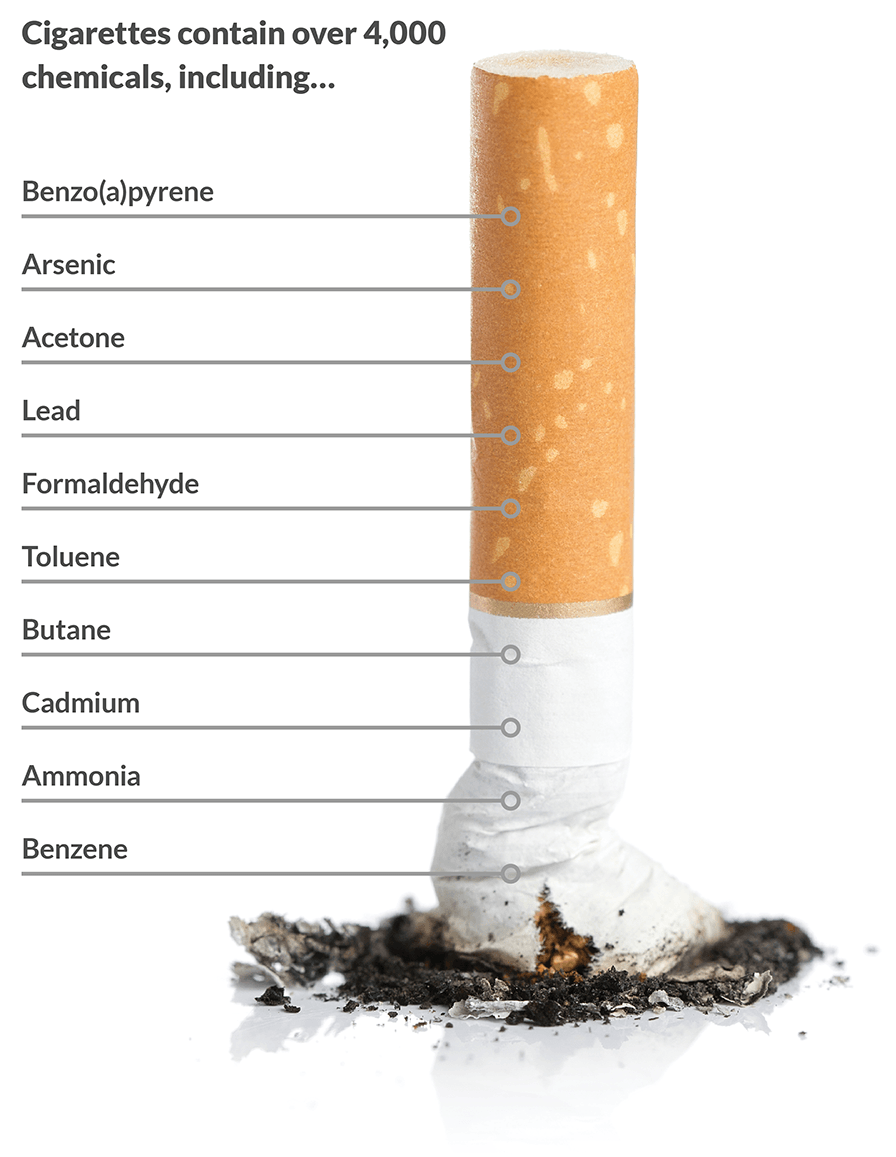 Cigarettes contain over 4,000
chemicals, including...
Benzo(a)pyrene
Arsenic
Acetone
Lead
Formaldehyde
Toluene
Butane
Cadmium
Ammonia
Benzene